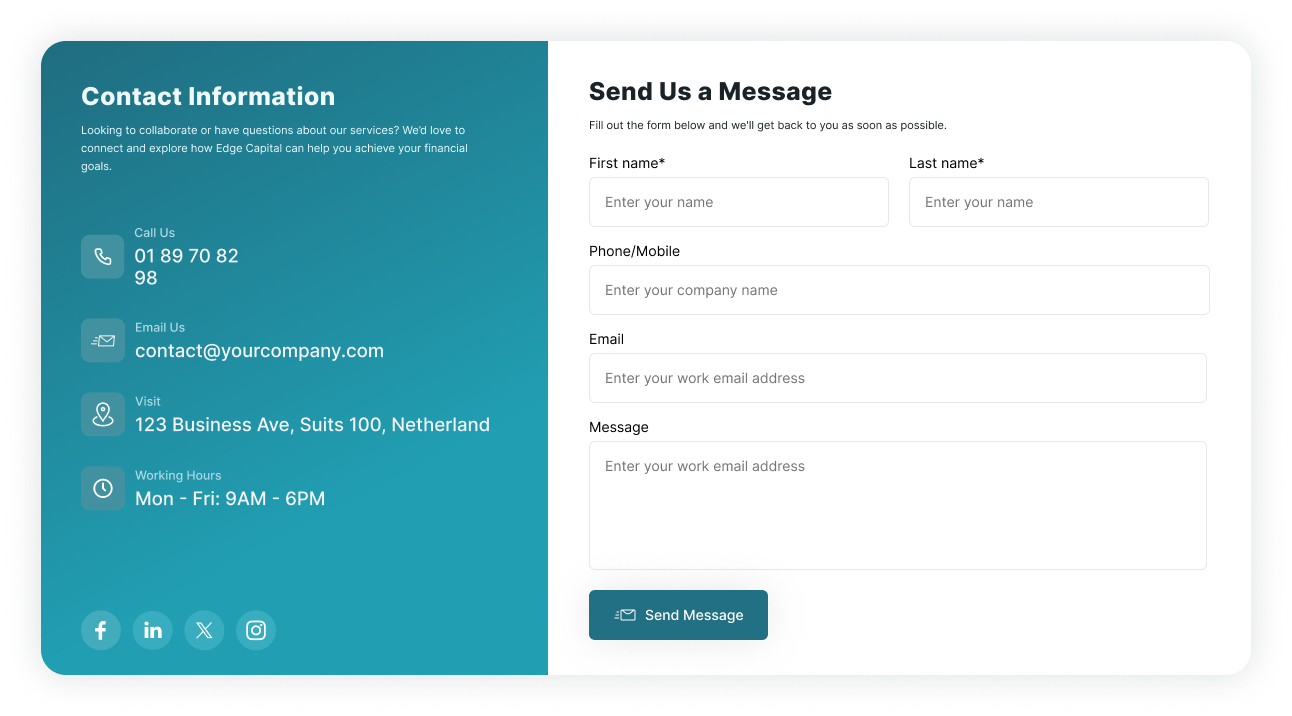 Contact Information
Looking to collaborate or have questions about our services? We'd love to
connect and explore how Edge Capital can help you achieve your financial
goals.
Call Us
01 89 70 82
98
Email Us
contact@yourcompany.com
Visit
123 Business Ave, Suits 100, Netherland
Working Hours
Mon - Fri: 9AM - 6PM
Send Us a Message
Fill out the form below and we'll get back to you as soon as possible.
First name*
Last name*
Enter your name
Enter your name
Phone/Mobile
Enter your company name
Email
Enter your work email address
Message
Enter your work email address
Send Message